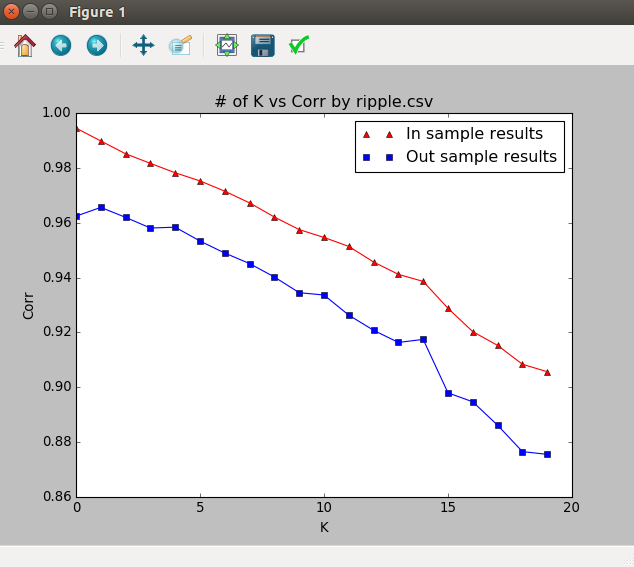 Figure 1
# of K vs Corr by ripple.csv
1.00
In sample results
Out sample results
0.98
0.96
0.94
Corr
0.92
0.90
0.88
0.86
0 5 10 15 20
K